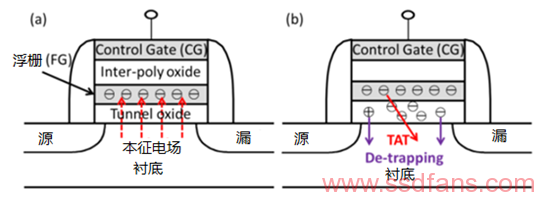 (a)
Control Gate (CG)
浮栅 (FG)
Inter-poly oxide
Tunnel oxide
源
漏
本征电场
衬底
(b)
Control Gate (CG)
源
TAT
漏
De-trapping
衬底
www.ssdfans.com